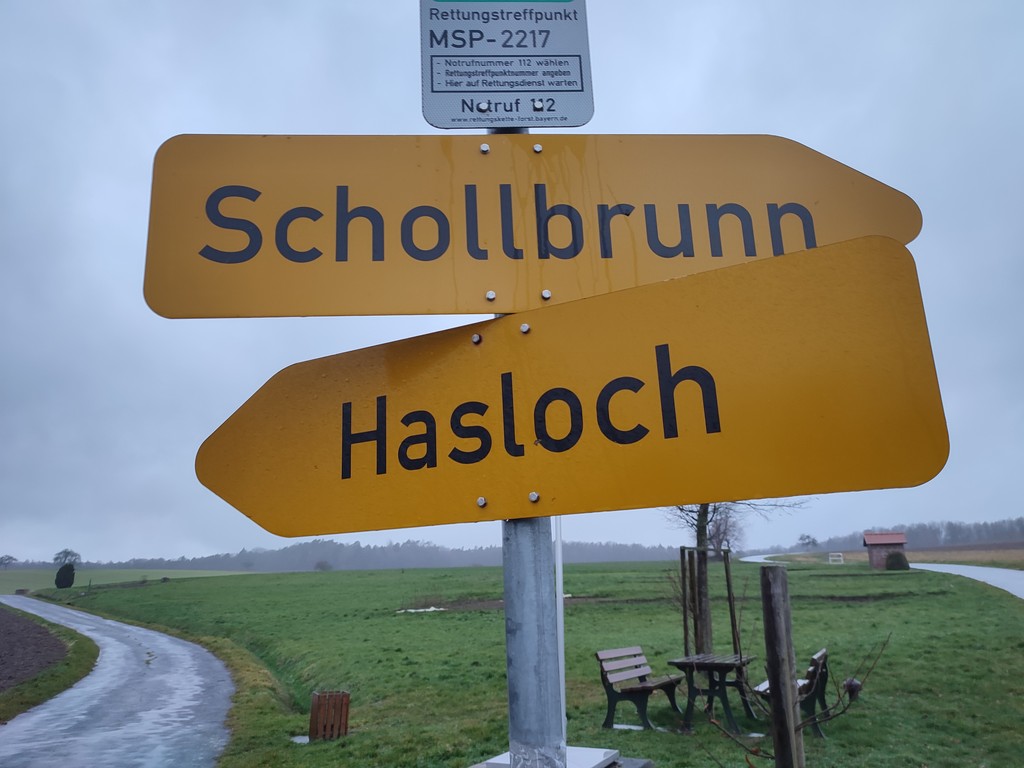 Rettungstreffpunkt
MSP-2217
- Notrufnummer 112 wählen
- Rettungstreffpunktnummer angeben
- Hier auf Rettungsdienst warten
Notruf 112
www.rettungskette-forst.bayern.de
Schollbrunn
Hasloch